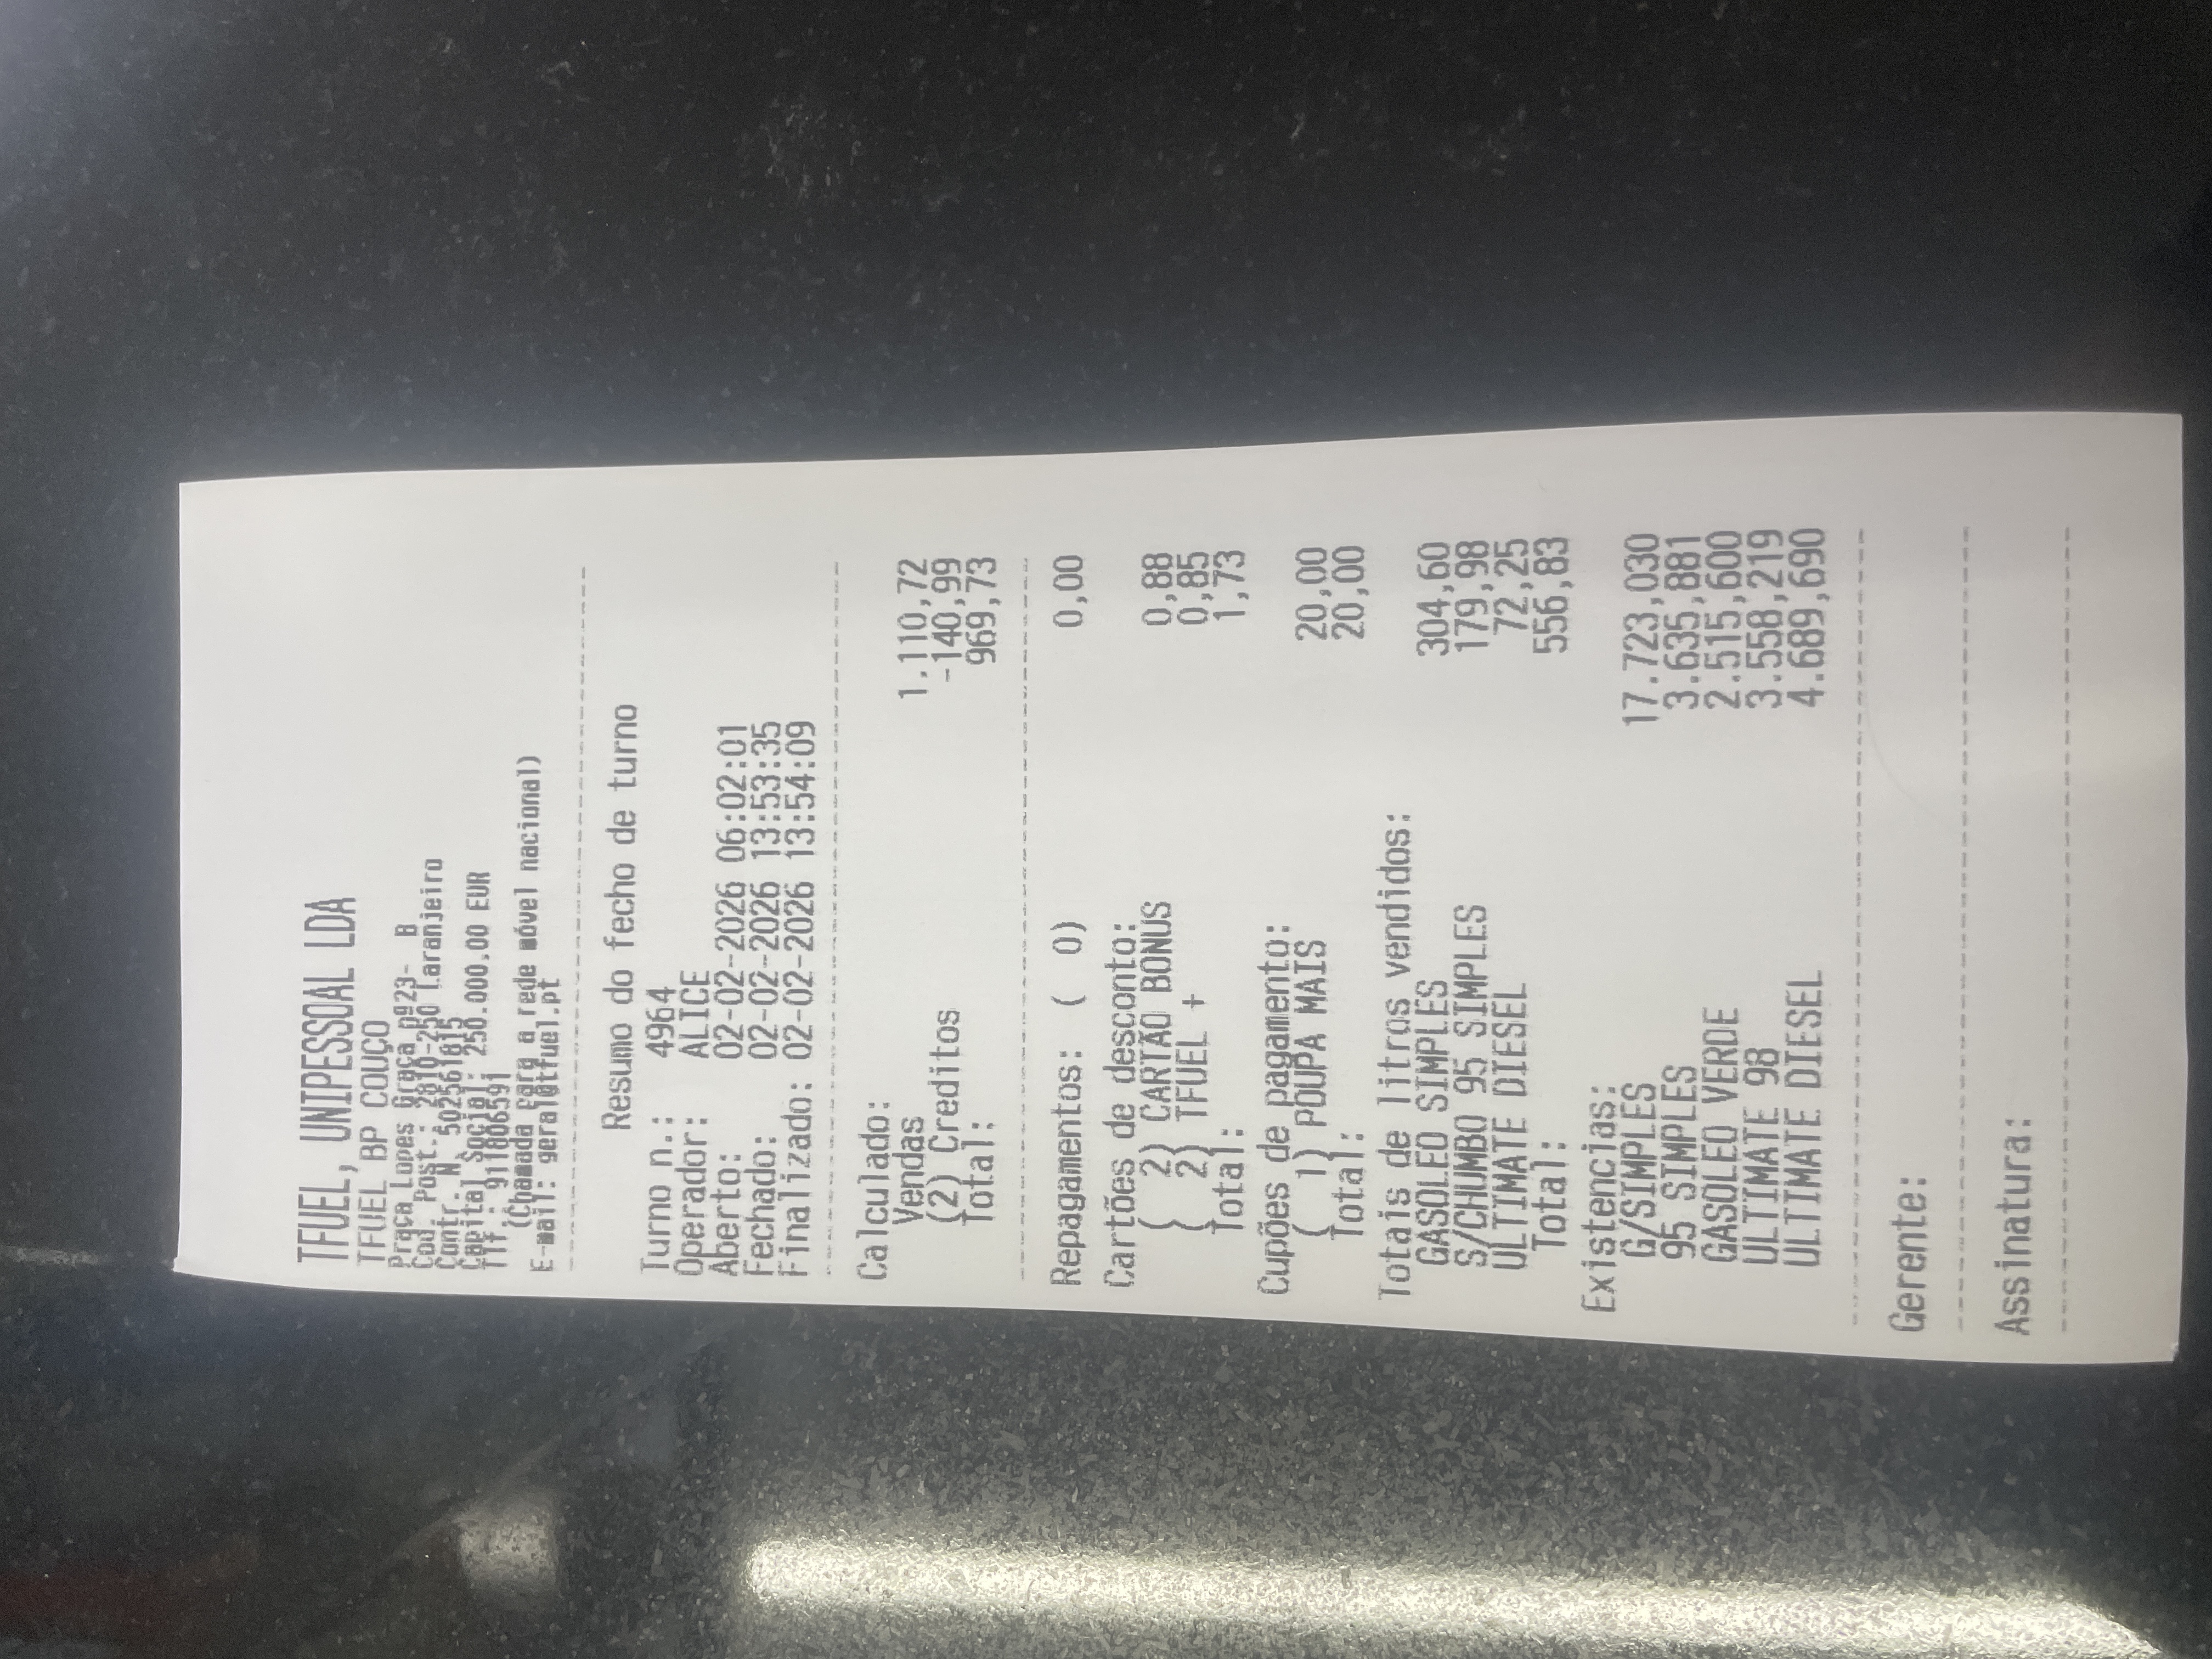 TFUEL, UNIPESSOAL LDA
TFUEL BP COUÇO
Praça Lopes Graça nº23- B
Cod. Post.: 2810-250 Laranjeiro
Contr. Nº 502561815
Capital Social: 250.000,00 EUR
Tlf.: 911806591
(Chamada para a rede móvel nacional)
E-mail: geral@tfuel.pt
Resumo do fecho de turno
Turno n.: 4964
Operador: ALICE
Aberto: 02-02-2026 06:02:01
Fechado: 02-02-2026 13:53:35
Finalizado: 02-02-2026 13:54:09
Calculado:
Vendas 1.110,72
(2) Creditos -140,99
Total: 969,73
Repagamentos: ( 0) 0,00
Cartões de desconto:
( 2) CARTÃO BONUS 0,88
( 2) TFUEL + 0,85
Total: 1,73
Cupões de pagamento:
( 1) POUPA MAIS 20,00
Total: 20,00
Totais de litros vendidos:
GASOLEO SIMPLES 304,60
S/CHUMBO 95 SIMPLES 179,98
ULTIMATE DIESEL 72,25
Total: 556,83
Existencias:
G/SIMPLES 17.723,030
95 SIMPLES 3.635,881
GASOLEO VERDE 2.515,600
ULTIMATE 98 3.558,219
ULTIMATE DIESEL 4.689,690
Gerente:
Assinatura: